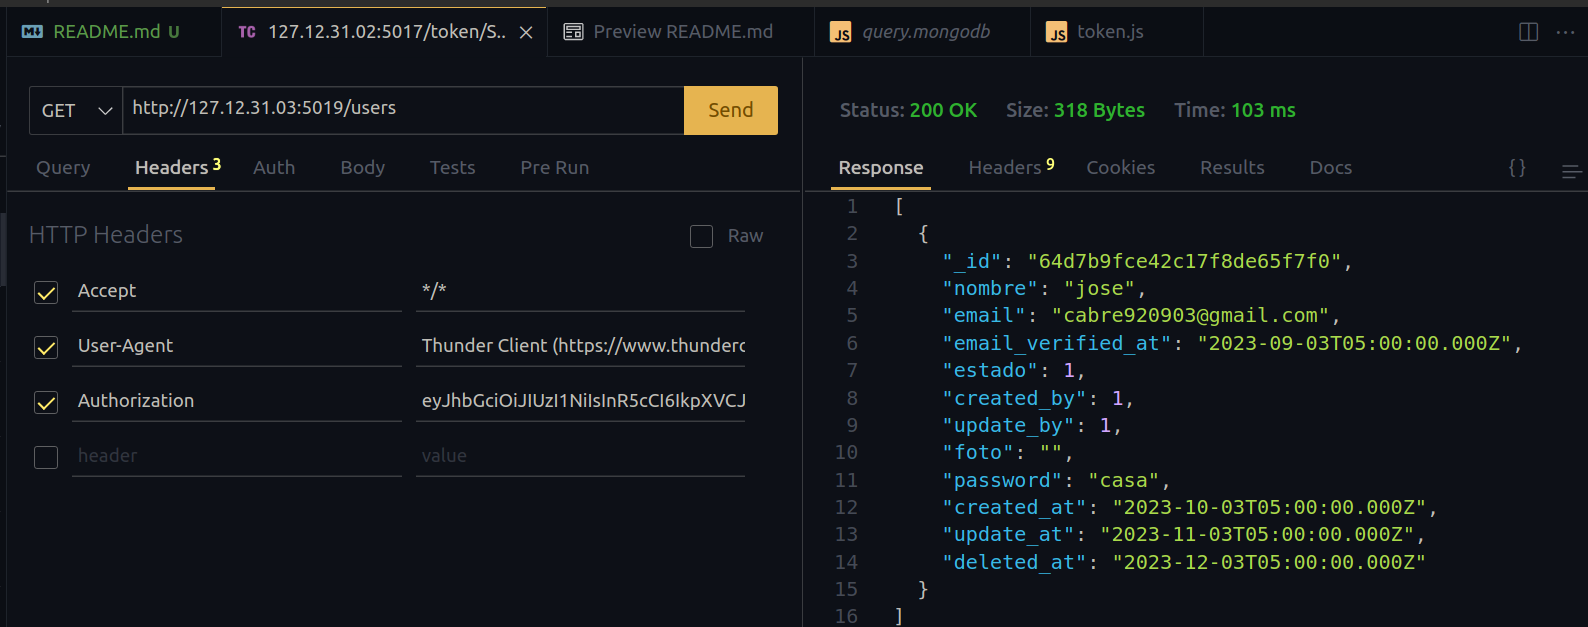 README.md U
TC 127.12.31.02:5017/token/S..
Preview README.md
JS query.mongodb
JS token.js
GET http://127.12.31.03:5019/users Send
Query Headers 3 Auth Body Tests Pre Run
HTTP Headers Raw
Accept */*
User-Agent Thunder Client (https://www.thunderc
Authorization eyJhbGciOiJIUzI1NiIsInR5cCI6IkpXVCJ
header value
Status: 200 OK Size: 318 Bytes Time: 103 ms
Response Headers 9 Cookies Results Docs {}
1 [
2 {
3 "_id": "64d7b9fce42c17f8de65f7f0",
4 "nombre": "jose",
5 "email": "cabre920903@gmail.com",
6 "email_verified_at": "2023-09-03T05:00:00.000Z",
7 "estado": 1,
8 "created_by": 1,
9 "update_by": 1,
10 "foto": "",
11 "password": "casa",
12 "created_at": "2023-10-03T05:00:00.000Z",
13 "update_at": "2023-11-03T05:00:00.000Z",
14 "deleted_at": "2023-12-03T05:00:00.000Z"
15 }
16 ]